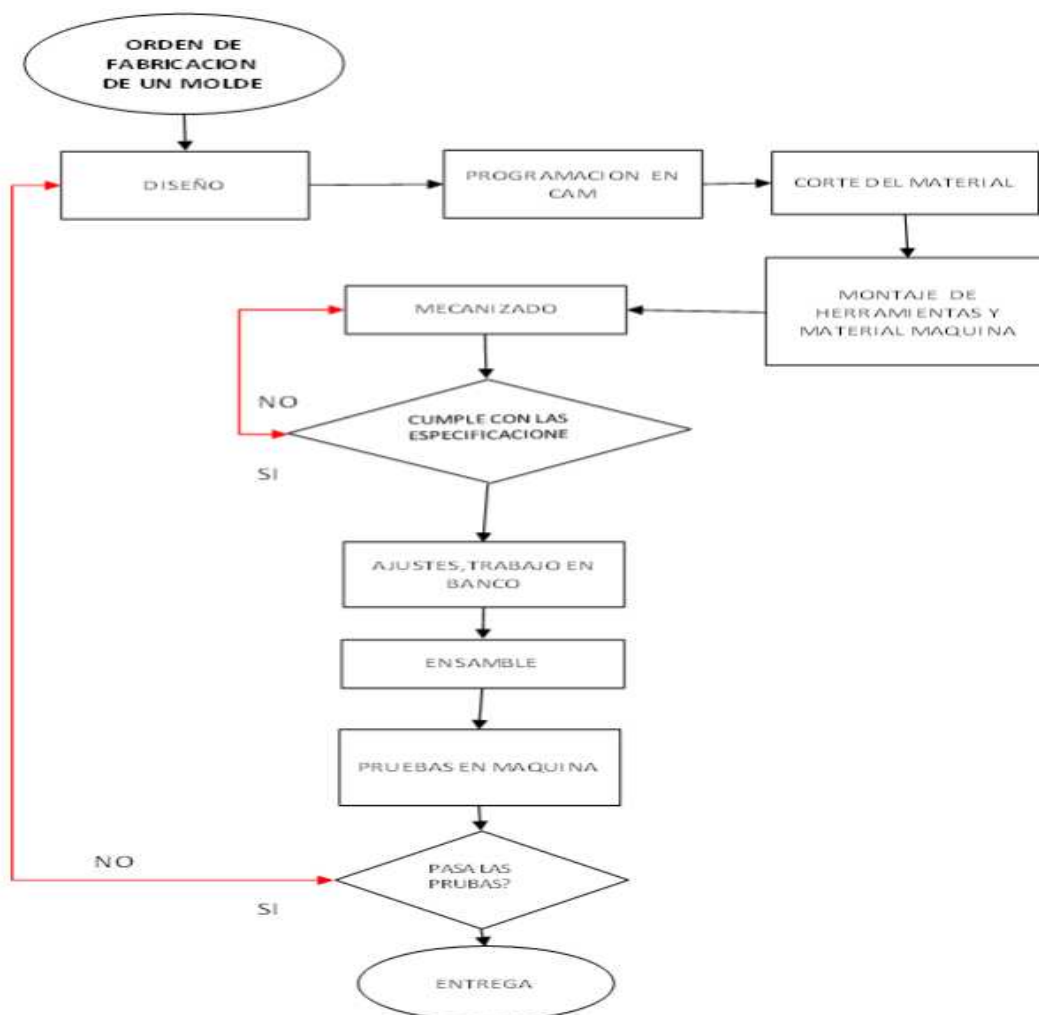 ORDEN DE
FABRICACION
DE UN MOLDE
DISEÑO
PROGRAMACION EN
CAM
CORTE DEL MATERIAL
MONTAJE DE
HERRAMIENTAS Y
MATERIAL MAQUINA
MECANIZADO
NO
CUMPLE CON LAS
ESPECIFICACIONE
SI
AJUSTES, TRABAJO EN
BANCO
ENSAMBLE
PRUEBAS EN MAQUINA
NO
PASA LAS
PRUBAS?
SI
ENTREGA